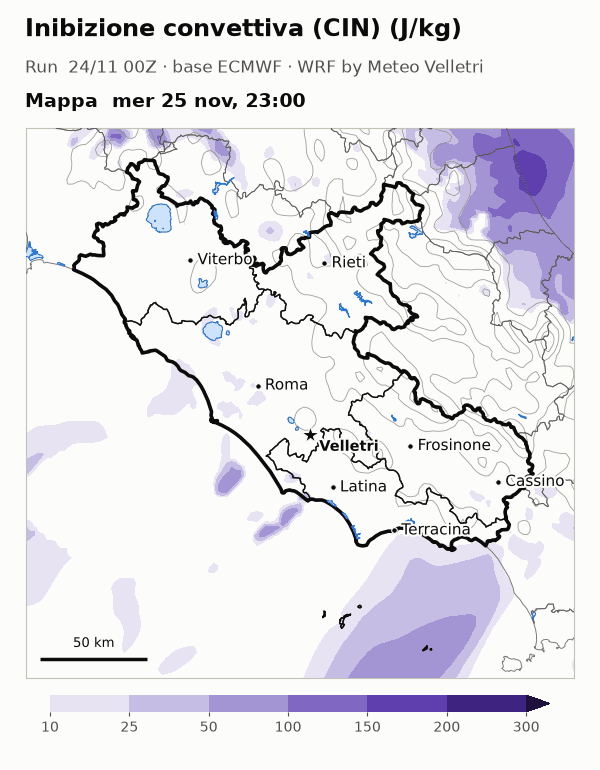 Inibizione convettiva (CIN) (J/kg)
Run 24/11 00Z · base ECMWF · WRF by Meteo Velletri
Mappa mer 25 nov, 23:00
Viterbo
Rieti
Roma
Velletri
Frosinone
Cassino
Latina
Terracina
50 km
10 25 50 100 150 200 300